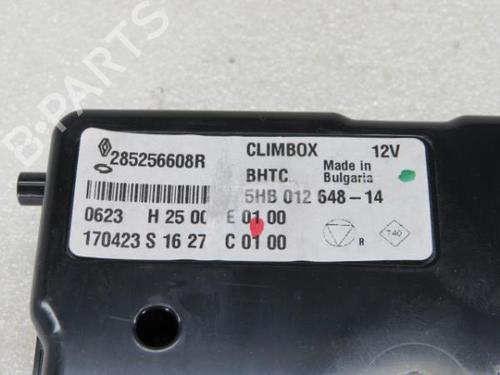 B-PARTS
285256608R CLIMBOX 12V
BHTC Made in Bulgaria
5HB 012 648-14
0623 H 25 00 E 01 00
170423 S 16 27 C 01 00
R 740